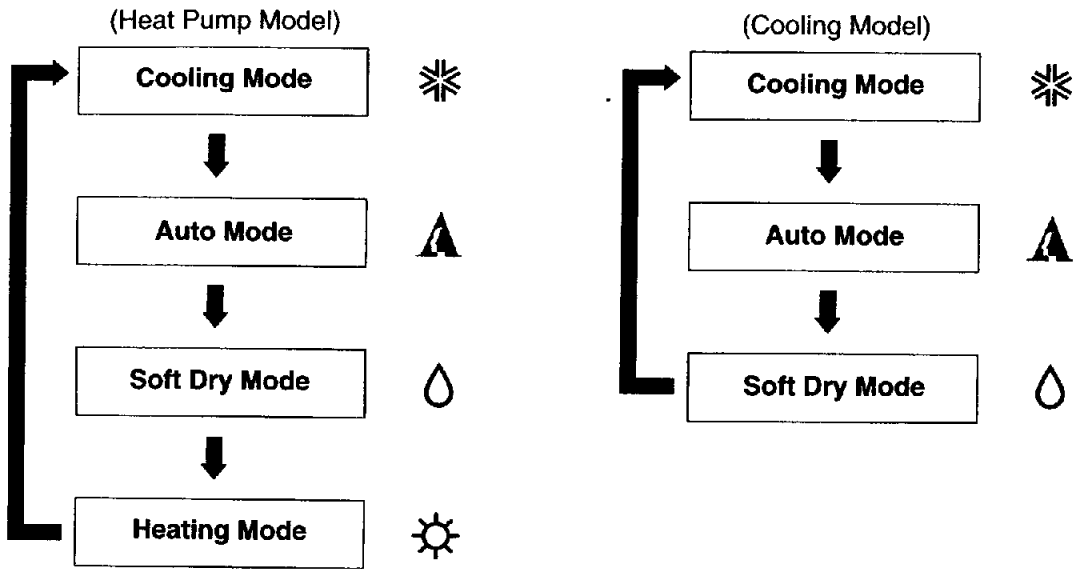 (Heat Pump Model)
Cooling Mode
Auto Mode
Soft Dry Mode
Heating Mode
(Cooling Model)
Cooling Mode
Auto Mode
Soft Dry Mode